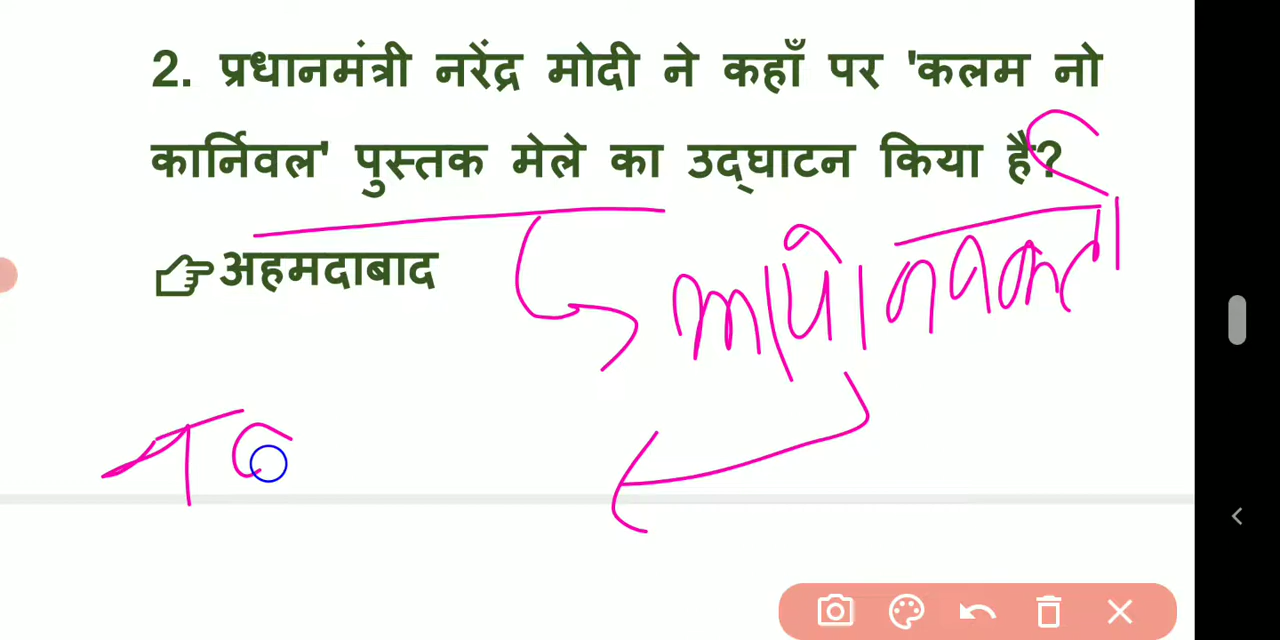 2. प्रधानमंत्री नरेंद्र मोदी ने कहाँ पर 'कलम नो
कार्निवल' पुस्तक मेले का उद्घाटन किया है?
अहमदाबाद